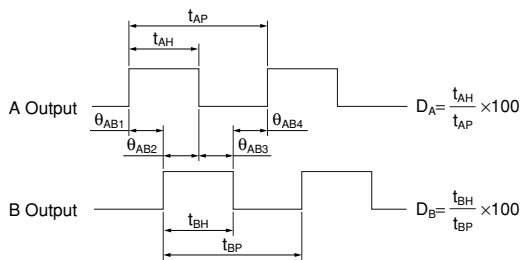 tAP
tAH
A Output
DA= tAH/tAP ×100
θAB1
θAB4
θAB2
θAB3
B Output
DB= tBH/tBP ×100
tBH
tBP